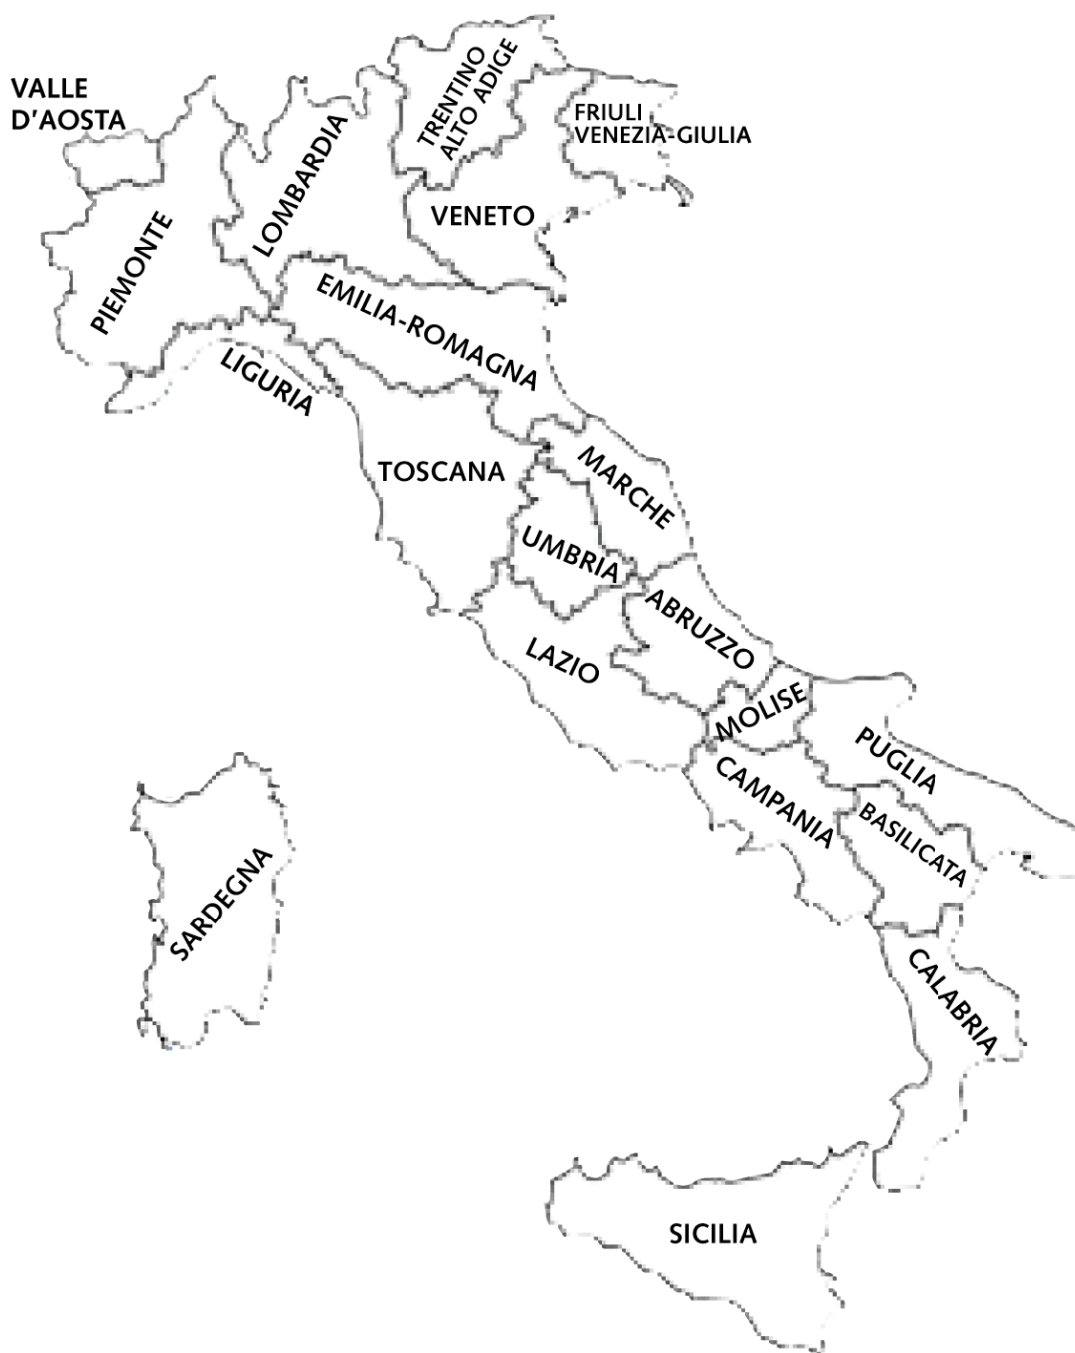 VALLE
D'AOSTA
TRENTINO
ALTO ADIGE
FRIULI
VENEZIA-GIULIA
LOMBARDIA
VENETO
PIEMONTE
EMILIA-ROMAGNA
LIGURIA
TOSCANA
MARCHE
UMBRIA
ABRUZZO
LAZIO
MOLISE
PUGLIA
CAMPANIA
BASILICATA
SARDEGNA
CALABRIA
SICILIA